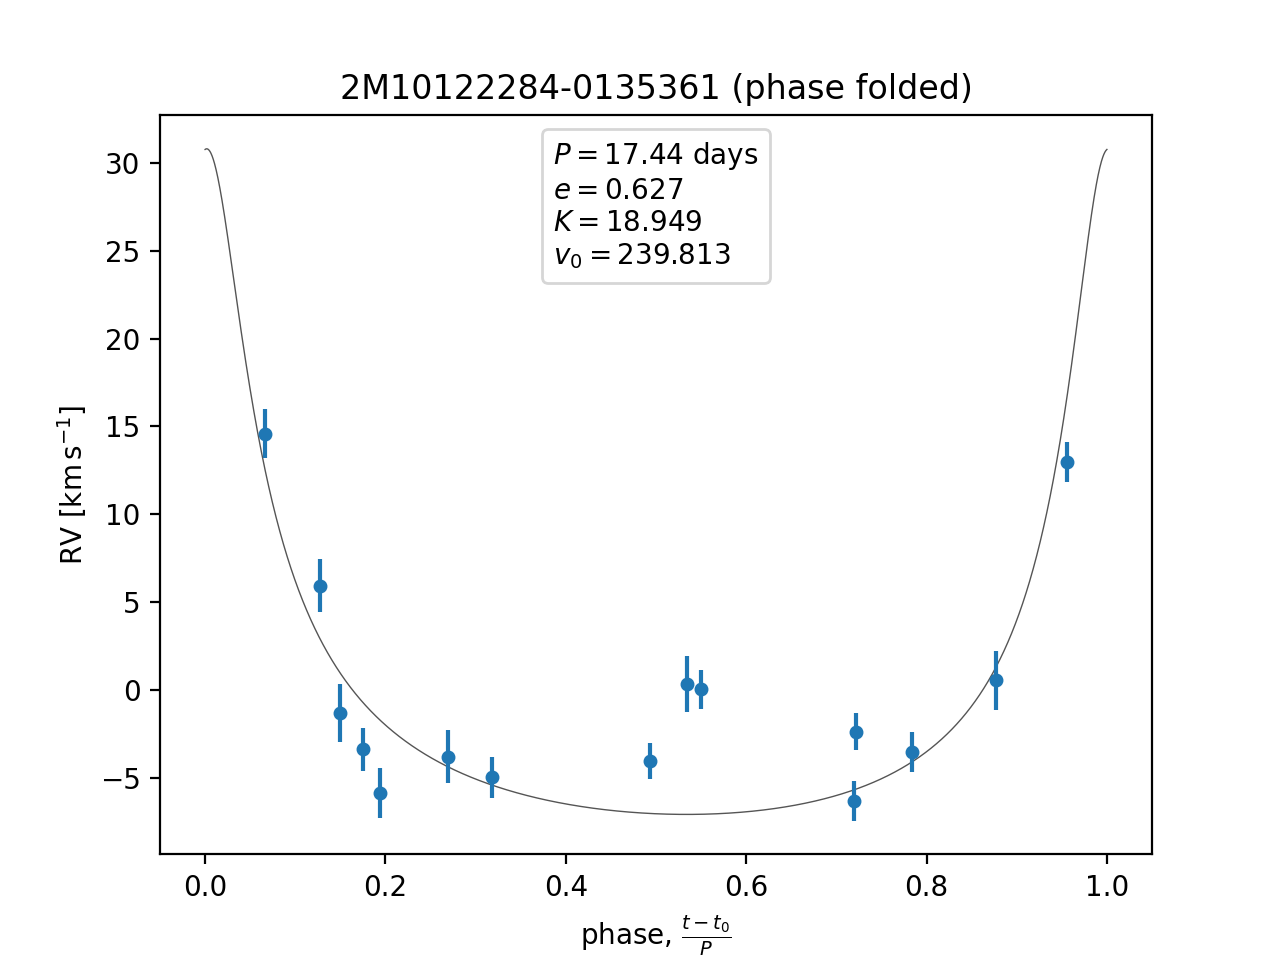 2M10122284-0135361 (phase folded)
P = 17.44 days
e = 0.627
K = 18.949
v₀ = 239.813
30
25
20
15
10
5
0
−5
RV [km s⁻¹]
0.0 0.2 0.4 0.6 0.8 1.0
phase, (t − t₀)/P